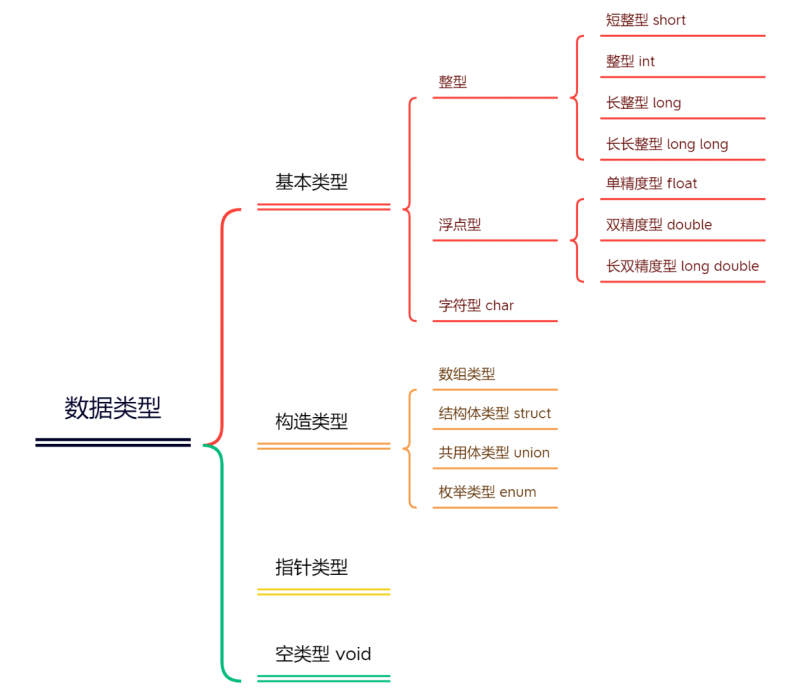 数据类型
基本类型
整型
短整型 short
整型 int
长整型 long
长长整型 long long
浮点型
单精度型 float
双精度型 double
长双精度型 long double
字符型 char
构造类型
数组类型
结构体类型 struct
共用体类型 union
枚举类型 enum
指针类型
空类型 void